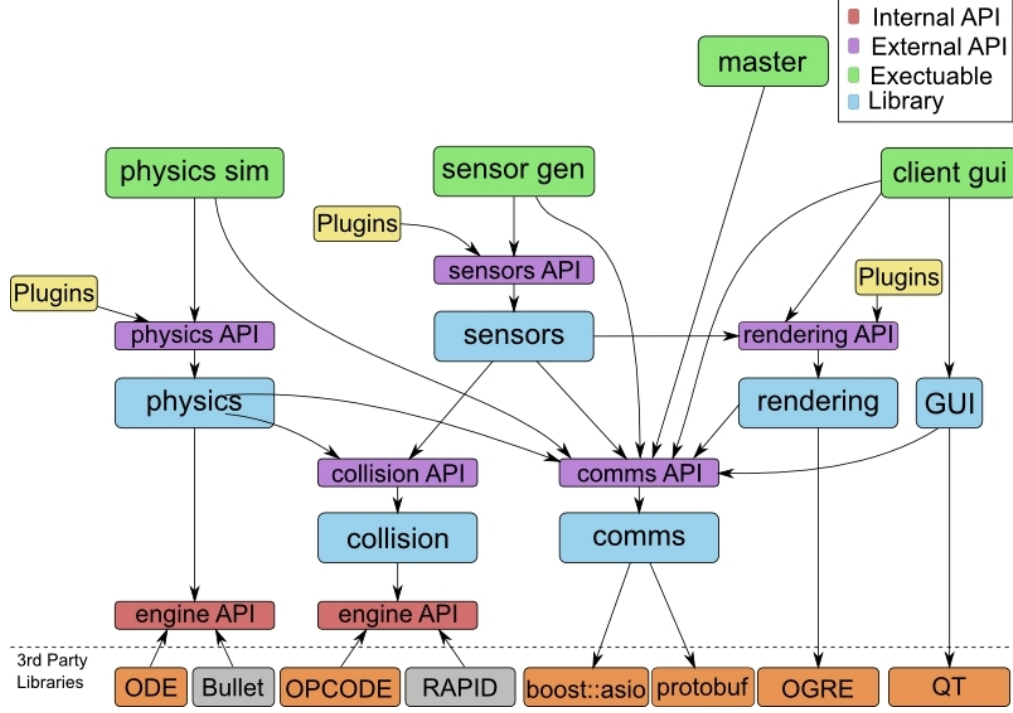 Internal API
External API
Exectuable
Library
master
physics sim
sensor gen
client gui
Plugins
sensors API
Plugins
Plugins
physics API
sensors
rendering API
physics
rendering
GUI
collision API
comms API
collision
comms
engine API
engine API
3rd Party
Libraries
ODE
Bullet
OPCODE
RAPID
boost::asio
protobuf
OGRE
QT